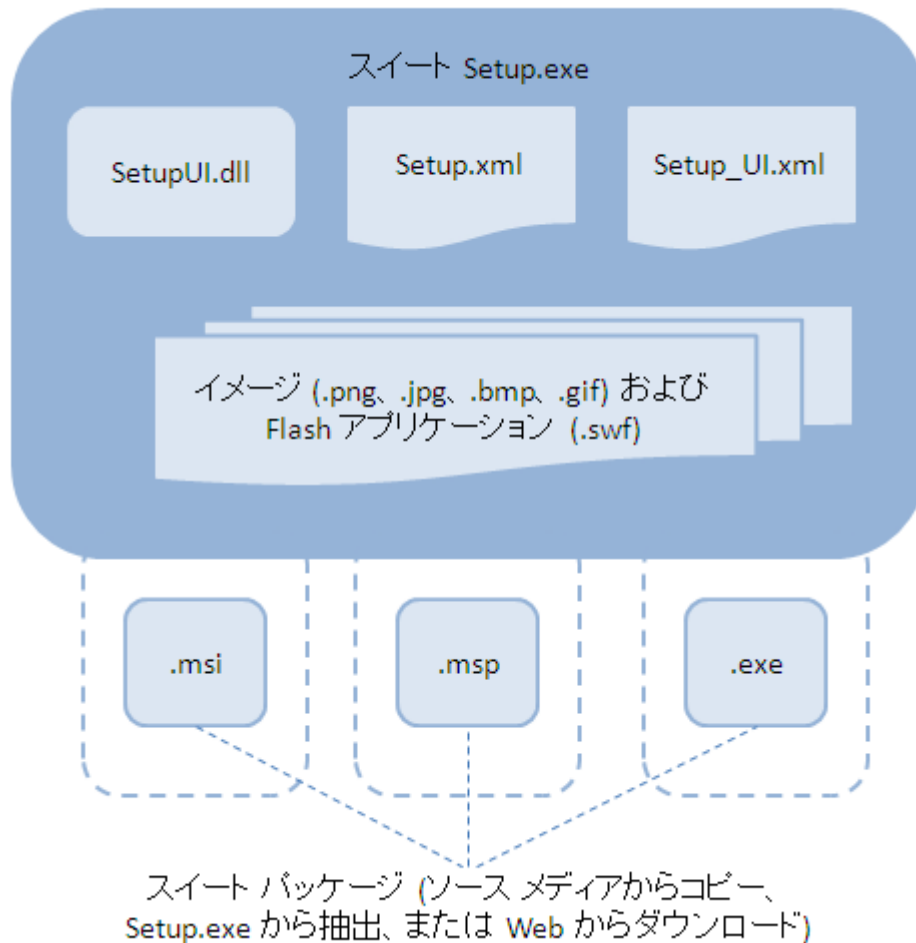 スイート Setup.exe
SetupUI.dll
Setup.xml
Setup_UI.xml
イメージ (.png、.jpg、.bmp、.gif) および
Flash アプリケーション (.swf)
.msi
.msp
.exe
スイート パッケージ (ソース メディアからコピー、
Setup.exe から抽出、または Web からダウンロード)